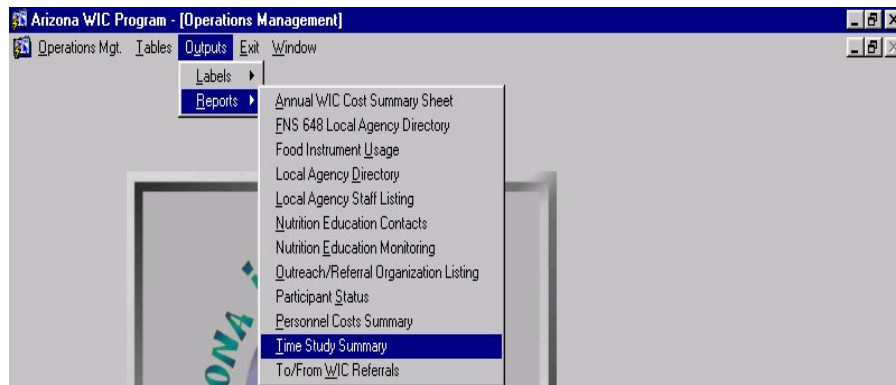 Arizona WIC Program - [Operations Management]
Operations Mgt. Tables Outputs Exit Window
Labels
Reports
Annual WIC Cost Summary Sheet
FNS 648 Local Agency Directory
Food Instrument Usage
Local Agency Directory
Local Agency Staff Listing
Nutrition Education Contacts
Nutrition Education Monitoring
Outreach/Referral Organization Listing
Participant Status
Personnel Costs Summary
Time Study Summary
To/From WIC Referrals
ONA